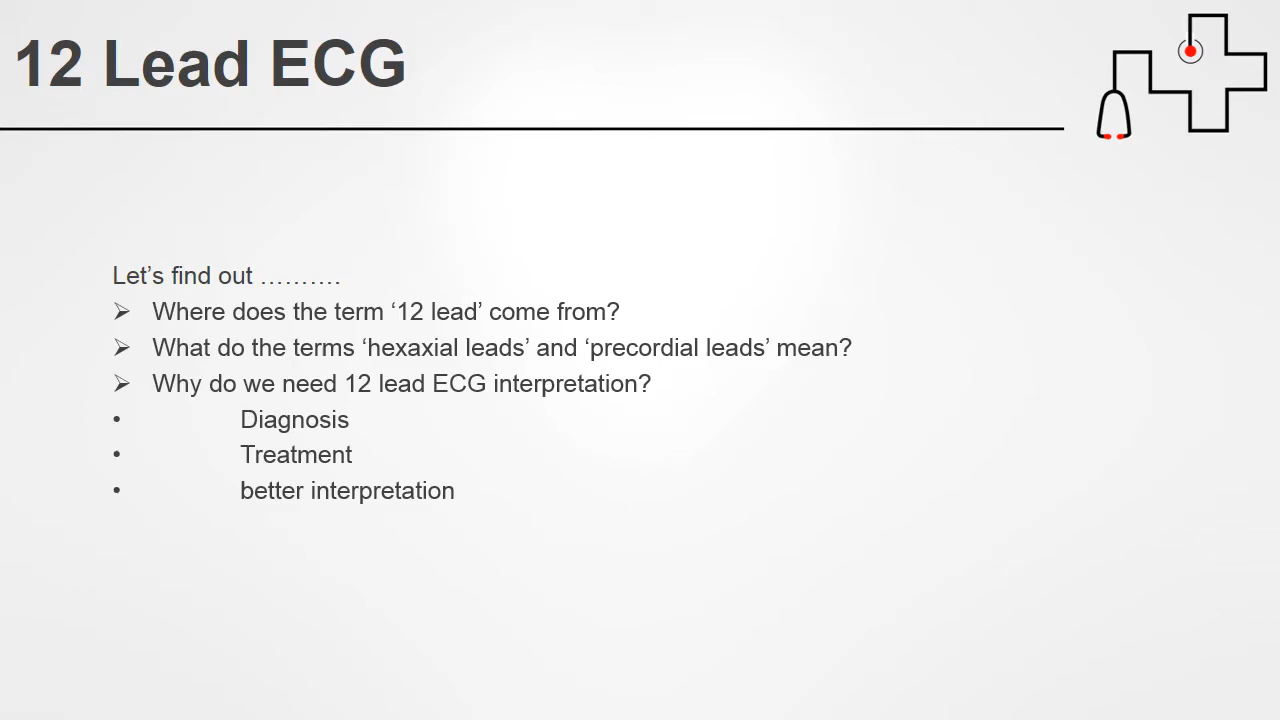 12 Lead ECG
Let’s find out ……….
➢ Where does the term ‘12 lead’ come from?
➢ What do the terms ‘hexaxial leads’ and ‘precordial leads’ mean?
➢ Why do we need 12 lead ECG interpretation?
• Diagnosis
• Treatment
• better interpretation